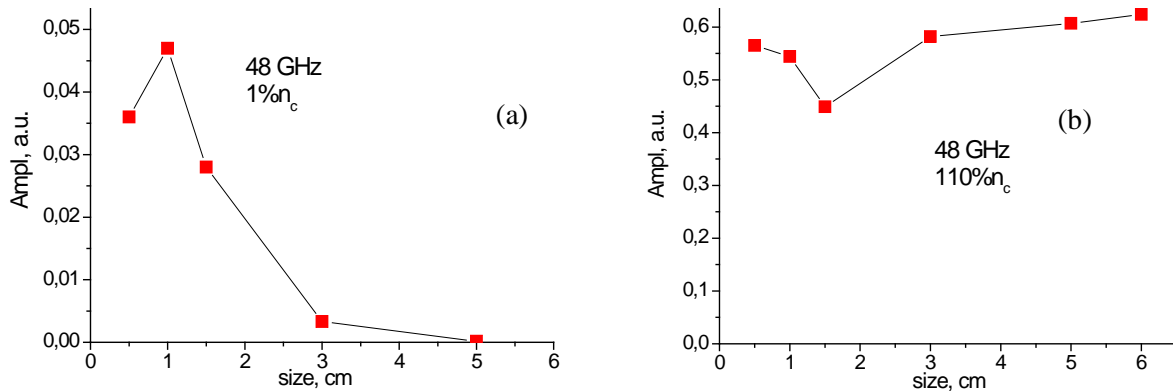 0,05
0,04
0,03
0,02
0,01
0,00
Ampl, a.u.
48 GHz
1%n_c
(a)
0 1 2 3 4 5 6
size, cm
0,6
0,5
0,4
0,3
0,2
0,1
0,0
Ampl, a.u.
48 GHz
110%n_c
(b)
0 1 2 3 4 5 6
size, cm